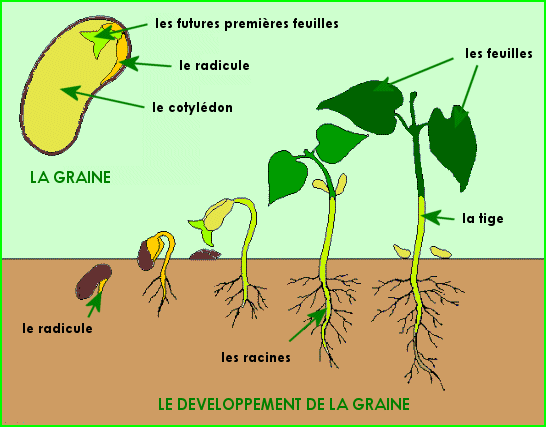 les futures premières feuilles
le radicule
le cotylédon
LA GRAINE
les feuilles
la tige
le radicule
les racines
LE DEVELOPPEMENT DE LA GRAINE